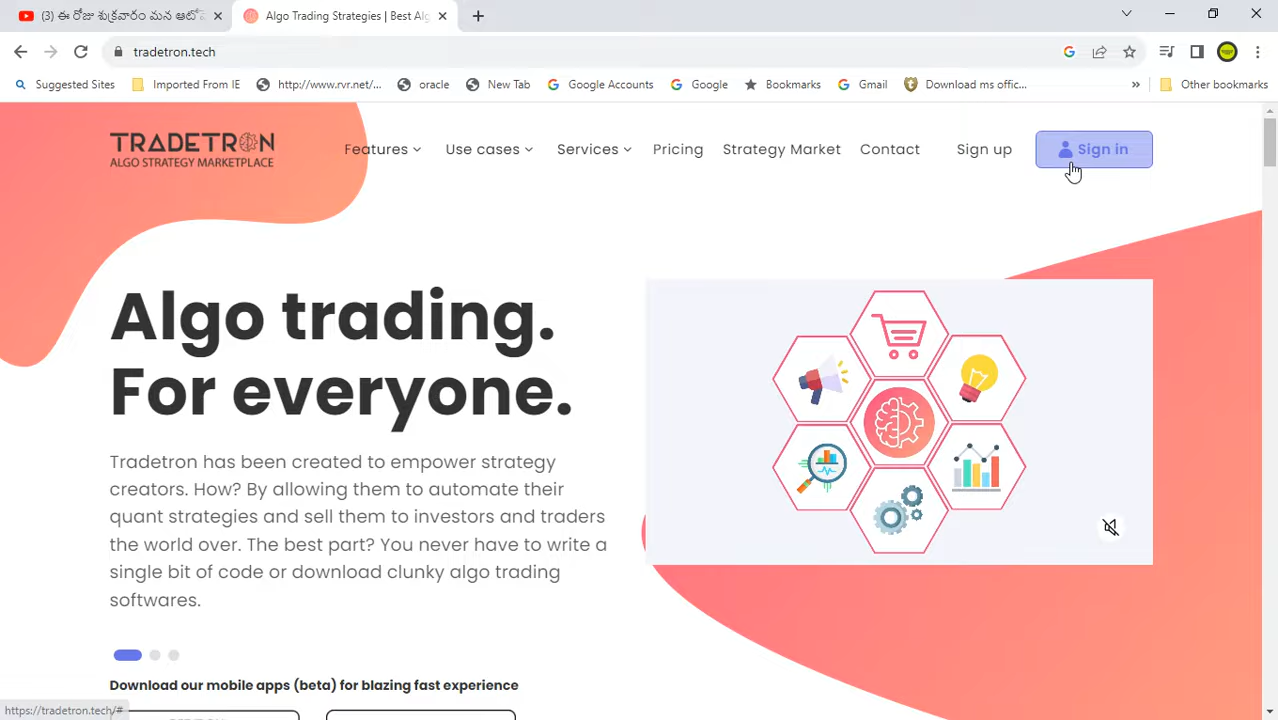 (3) ఈ రోజు శుక్రవారం మన ఆటో
Algo Trading Strategies | Best Alg
tradetron.tech
Suggested Sites
Imported From IE
http://www.rvr.net/...
oracle
New Tab
Google Accounts
Google
Bookmarks
Gmail
Download ms offic...
»
Other bookmarks
TRADETRON
ALGO STRATEGY MARKETPLACE
Features
Use cases
Services
Pricing
Strategy Market
Contact
Sign up
Sign in
Algo trading.
For everyone.
Tradetron has been created to empower strategy
creators. How? By allowing them to automate their
quant strategies and sell them to investors and traders
the world over. The best part? You never have to write a
single bit of code or download clunky algo trading
softwares.
Download our mobile apps (beta) for blazing fast experience
https://tradetron.tech/#